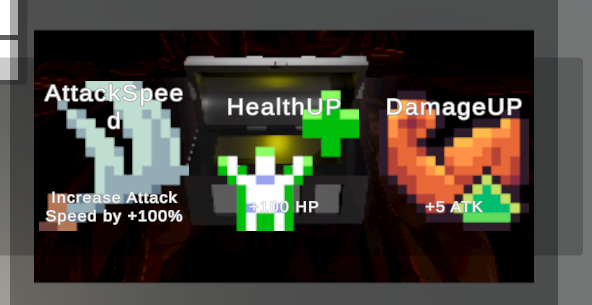 AttackSpee
d
Increase Attack
Speed by +100%
HealthUP
+100 HP
DamageUP
+5 ATK